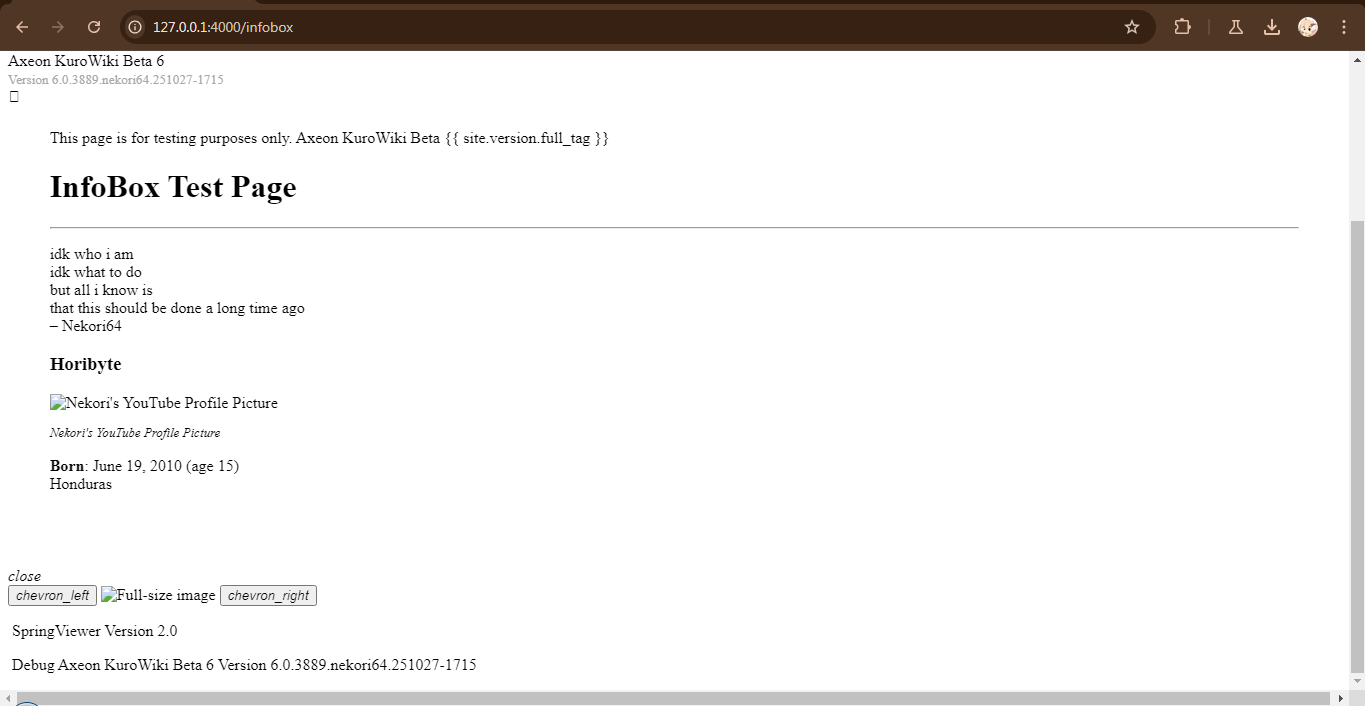 127.0.0.1:4000/infobox
Axeon KuroWiki Beta 6
Version 6.0.3889.nekori64.251027-1715
This page is for testing purposes only. Axeon KuroWiki Beta {{ site.version.full_tag }}
InfoBox Test Page
idk who i am
idk what to do
but all i know is
that this should be done a long time ago
– Nekori64
Horibyte
Nekori's YouTube Profile Picture
Nekori's YouTube Profile Picture
Born: June 19, 2010 (age 15)
Honduras
close
chevron_left Full-size image chevron_right
SpringViewer Version 2.0
Debug Axeon KuroWiki Beta 6 Version 6.0.3889.nekori64.251027-1715